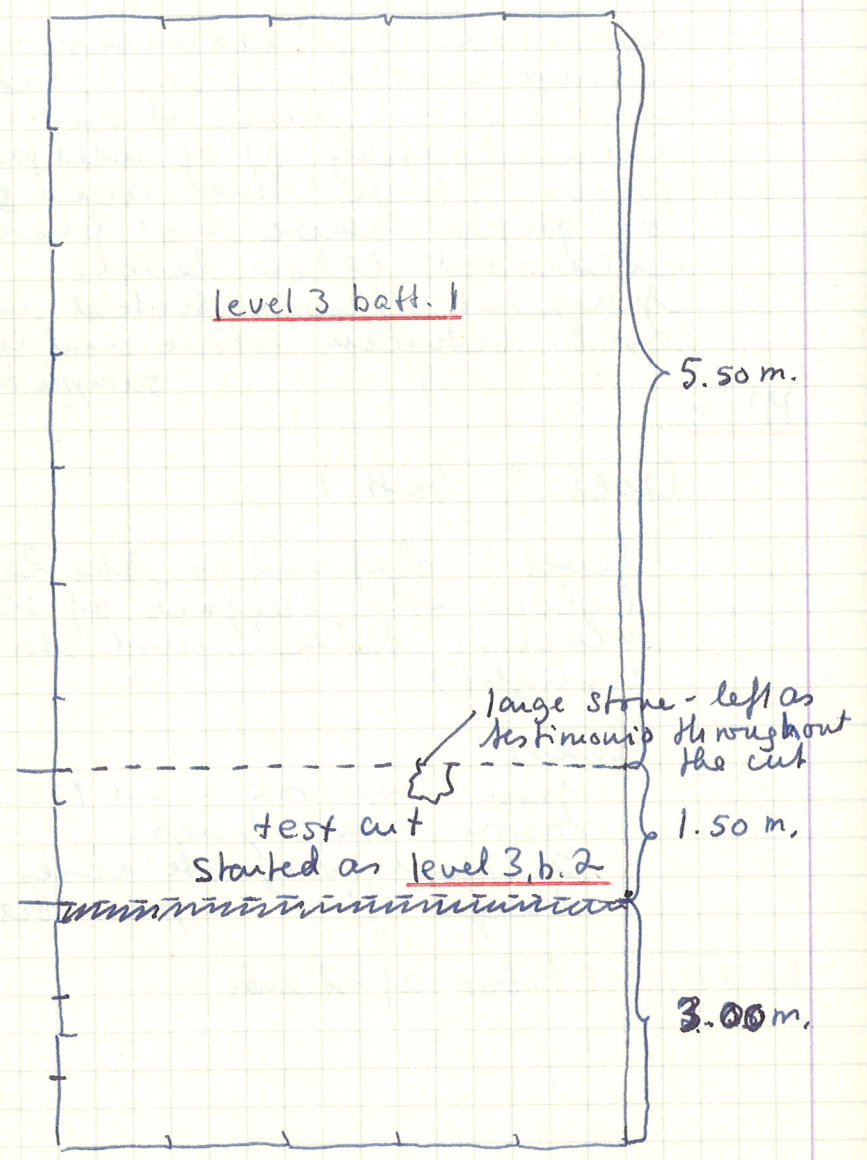 level 3 batt. 1
5.50 m.
large stone - left as
testimonio throughout
the cut
test cut
started as level 3, b. 2
1.50 m.
3.00 m.